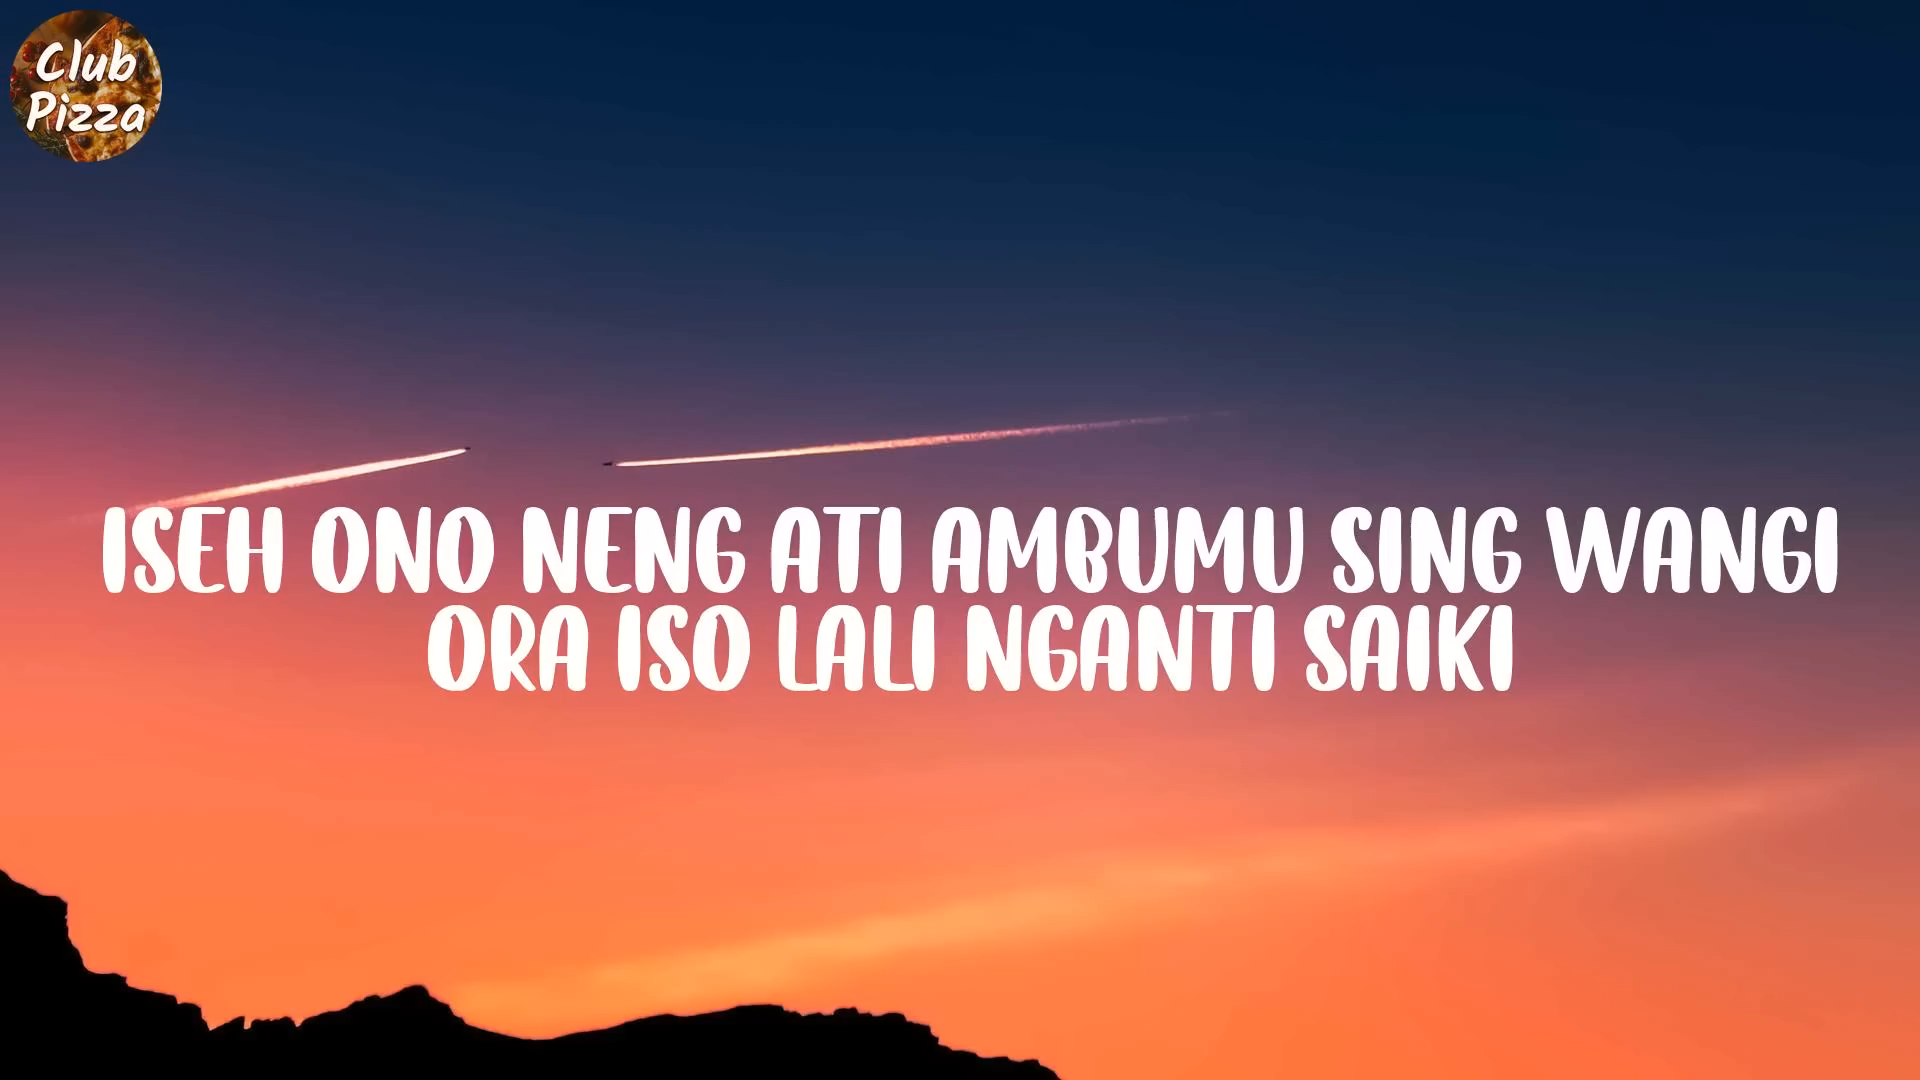 Club
Pizza
ISEH ONO NENG ATI AMBUMU SING WANGI
ORA ISO LALI NGANTI SAIKI